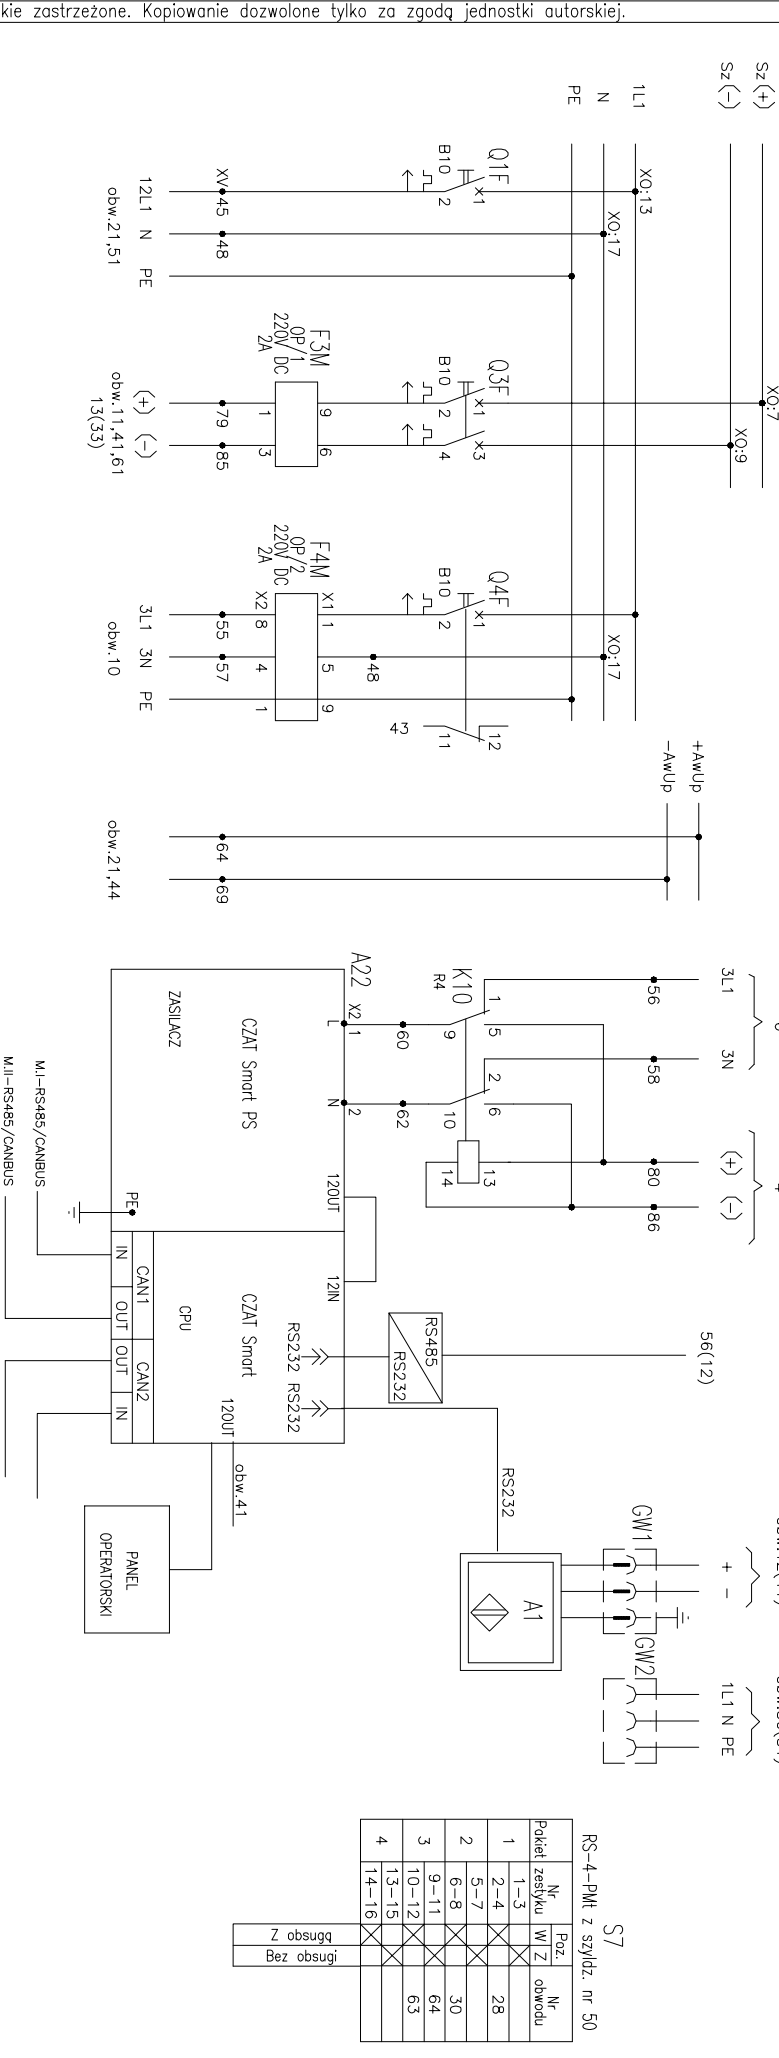 kie zastrzeżone. Kopiowanie dozwolone tylko za zgodą jednostki autorskiej.
Sz(+)
Sz(-)
1L1
N
PE
XO:13
XO:17
Q1F
B10
X1
2
XV-45
48
12L1 N PE
obw.21,51
XO:7
XO:9
Q3F
B10
X1
2
X3
4
F3M
OP/1
220V DC
2A
9
6
1
3
79
85
(+) (-)
obw.11,41,61
13(33)
XO:17
Q4F
B10
X1
2
48
11
12
43
F4M
OP/2
220V DC
2A
X1 1
5
9
X2 8
4
1
55
57
3L1 3N PE
obw.10
+AwUp
-AwUp
64
69
obw.21,44
3L1
3N
(+) (-)
56
58
80
86
K10
R4
1
5
9
2
6
10
13
14
60
62
A22
X2 1
L
2
N
CZAT Smart PS
ZASILACZ
PE
12OUT
12IN
CZAT Smart
CPU
RS232
RS232
12OUT
IN
OUT
CAN1
OUT
IN
CAN2
M.I-RS485/CANBUS
M.II-RS485/CANBUS
RS485
RS232
56(12)
RS232
obw.41
PANEL
OPERATORSKI
A1
GW1
+ -
GW2
1L1 N PE
S7
RS-4-PMt z szyldz. nr 50
Pakiet
Nr zestyku
Poz.
W Z
Nr obwodu
1
1-3
2-4
28
2
5-7
6-8
30
3
9-11
64
10-12
63
4
13-15
14-16
Z obsugą
Bez obsugi